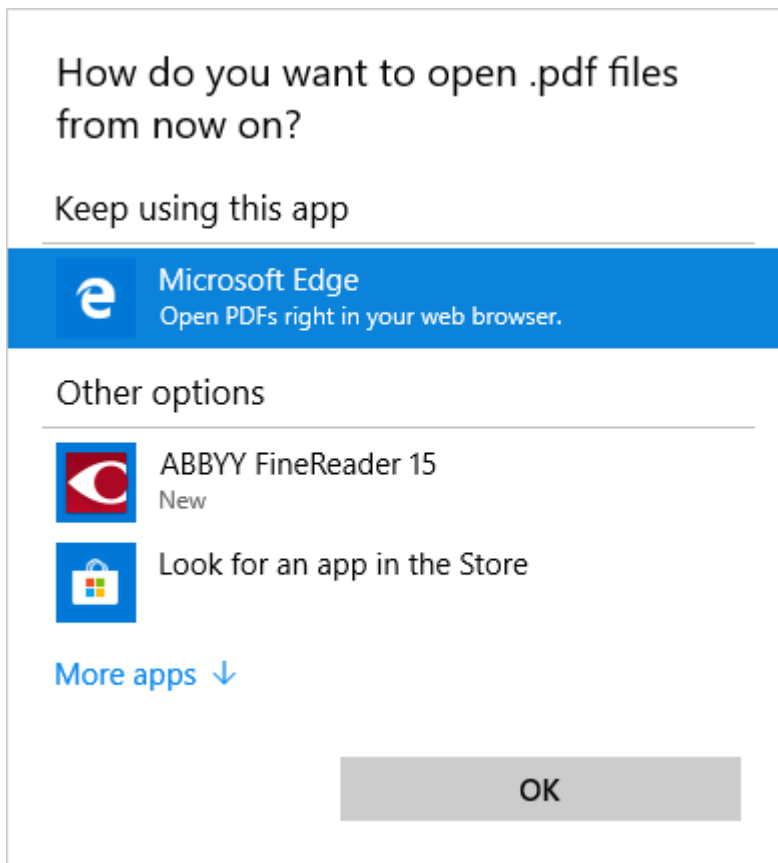 How do you want to open .pdf files
from now on?
Keep using this app
Microsoft Edge
Open PDFs right in your web browser.
Other options
ABBYY FineReader 15
New
Look for an app in the Store
More apps ↓
OK